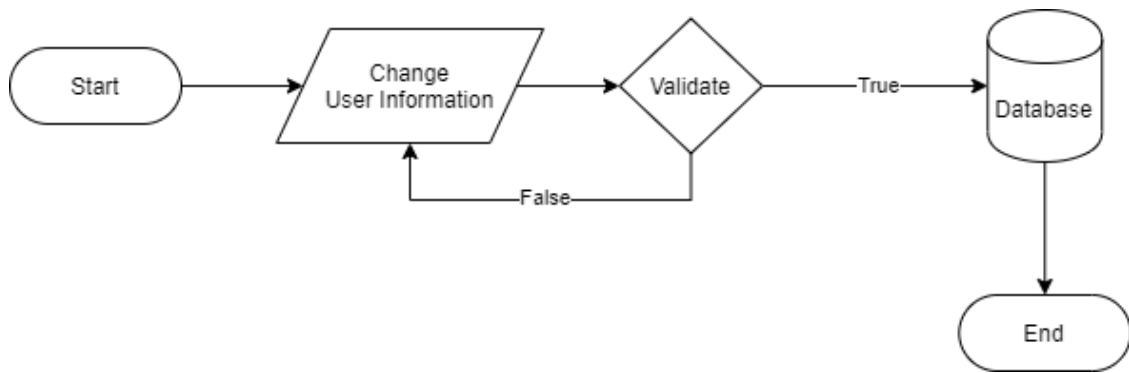 Start
Change
User Information
Validate
True
Database
False
End